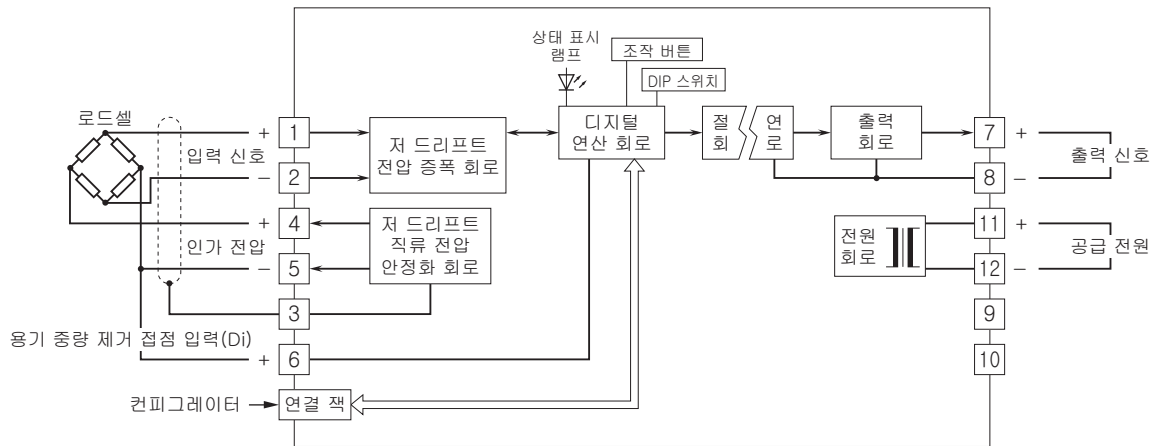 상태 표시
램프
조작 버튼
DIP 스위치
로드셀
+
입력 신호
−
1
2
저 드리프트
전압 증폭 회로
디지털
연산 회로
절 연
회 로
출력
회로
7
8
+
출력 신호
−
+
인가 전압
−
4
5
저 드리프트
직류 전압
안정화 회로
전원
회로
11
12
+
공급 전원
−
3
9
용기 중량 제거 접점 입력(Di)
+
6
10
컨피그레이터
연결 잭